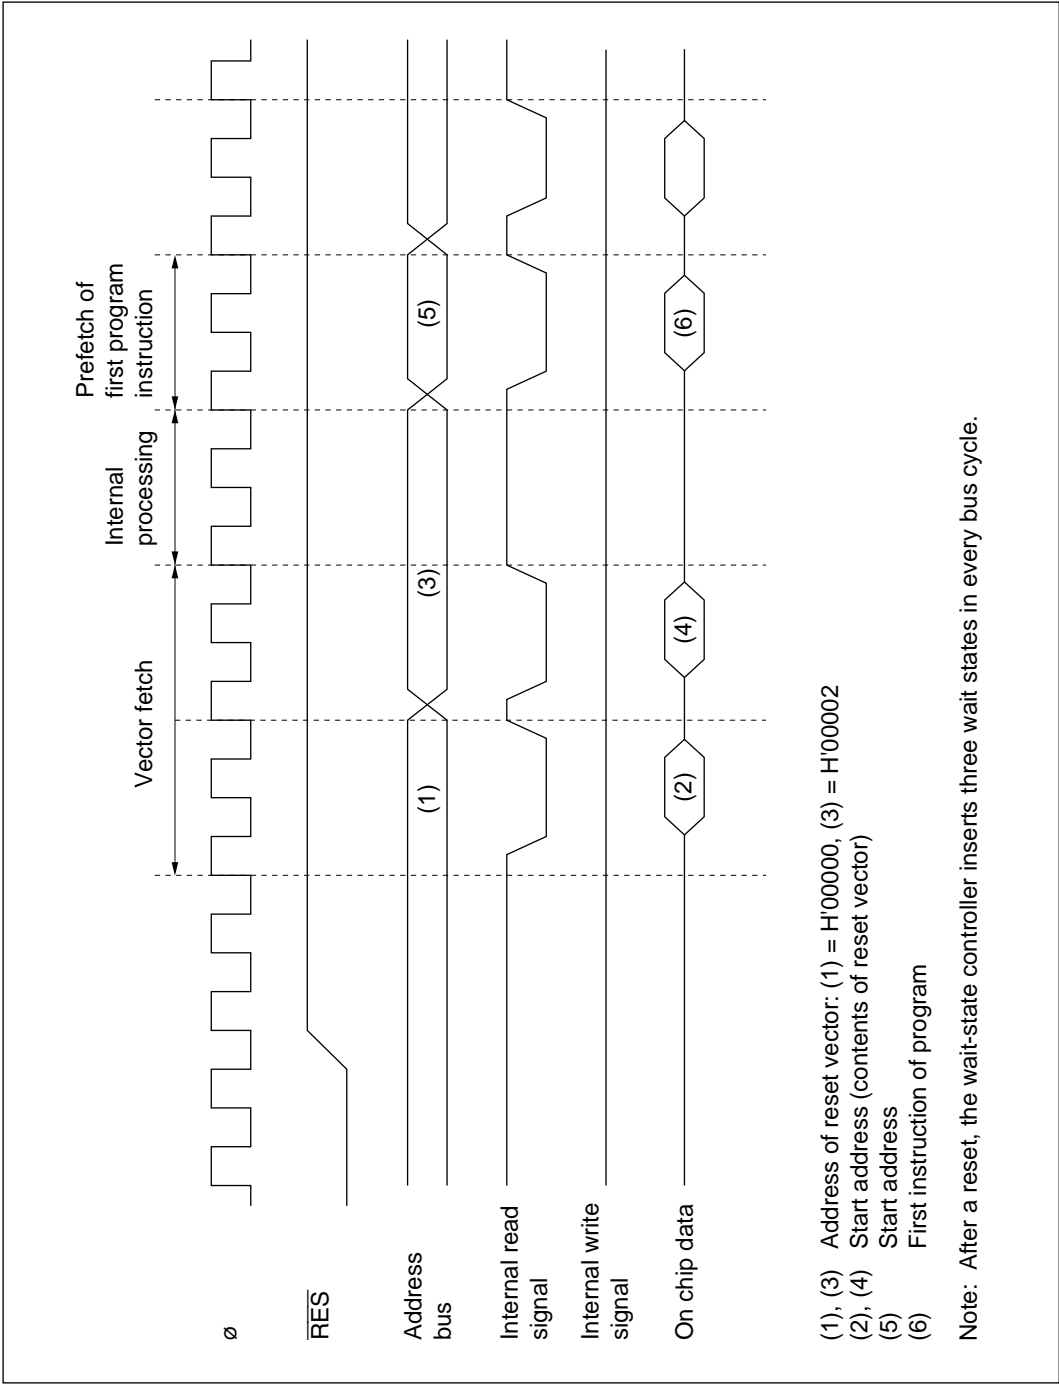 Vector fetch
Internal
processing
Prefetch of
first program
instruction
ø
RES
Address
bus
(1)
(3)
(5)
Internal read
signal
Internal write
signal
On chip data
(2)
(4)
(6)
(1), (3) Address of reset vector: (1) = H'00000, (3) = H'00002
(2), (4) Start address (contents of reset vector)
(5) Start address
(6) First instruction of program
Note: After a reset, the wait-state controller inserts three wait states in every bus cycle.